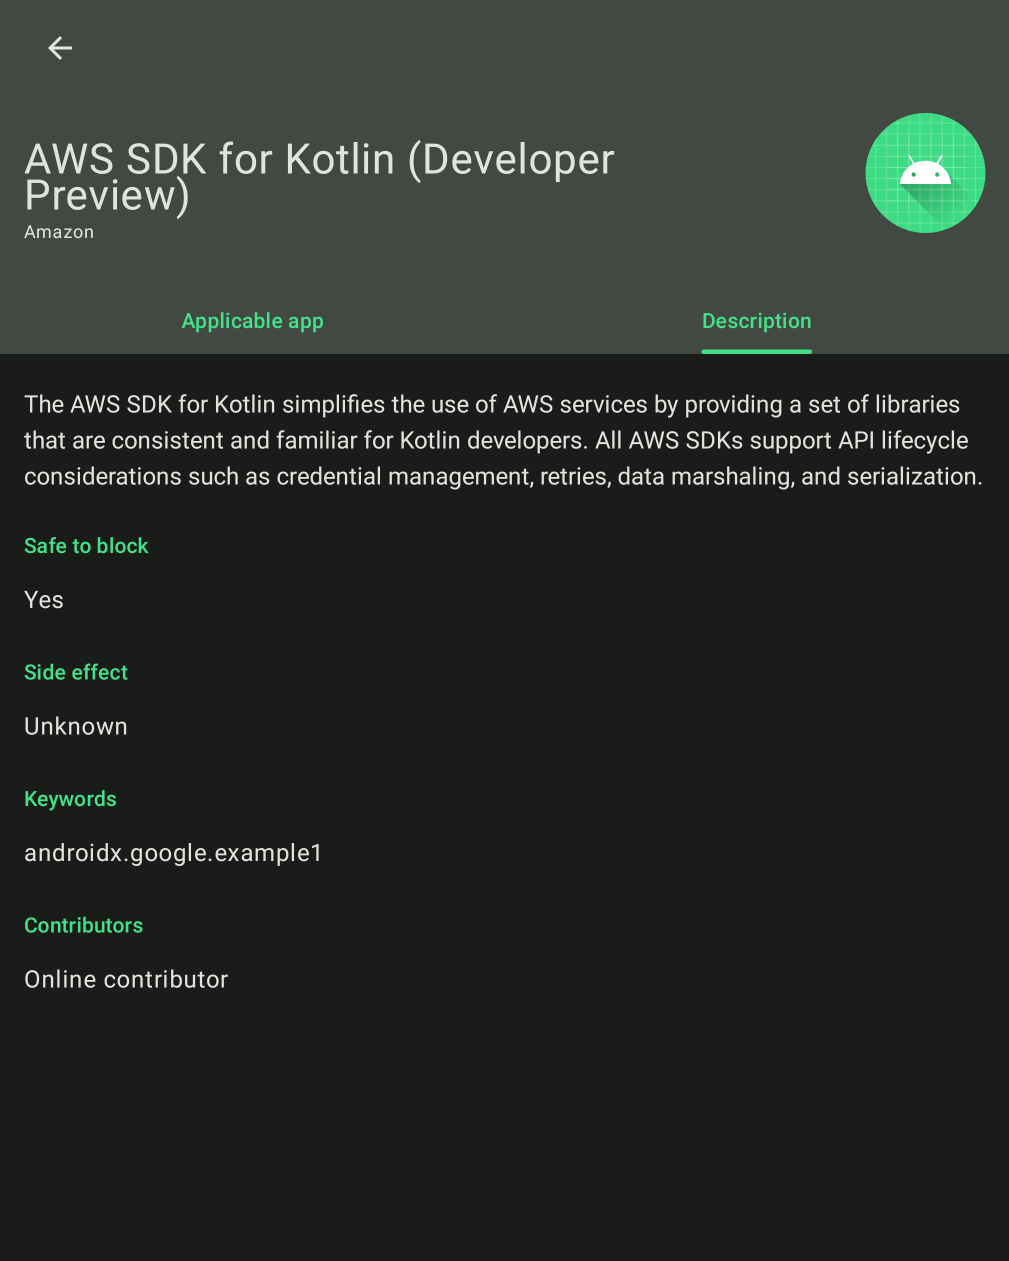 AWS SDK for Kotlin (Developer
Preview)
Amazon
Applicable app
Description
The AWS SDK for Kotlin simplifies the use of AWS services by providing a set of libraries
that are consistent and familiar for Kotlin developers. All AWS SDKs support API lifecycle
considerations such as credential management, retries, data marshaling, and serialization.
Safe to block
Yes
Side effect
Unknown
Keywords
androidx.google.example1
Contributors
Online contributor